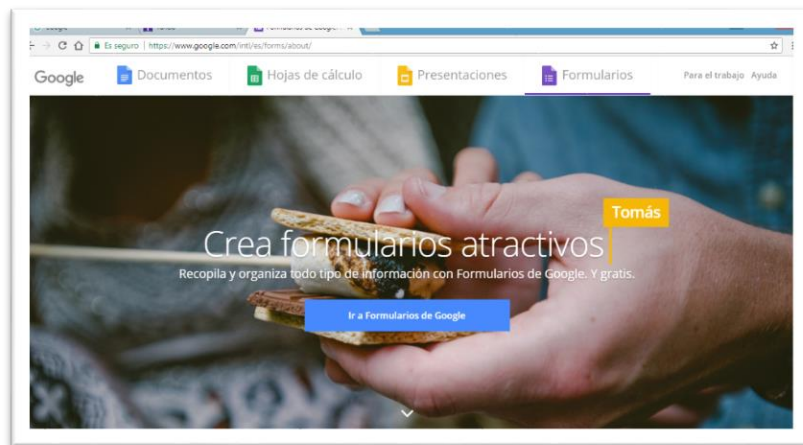 Es seguro | https://www.google.com/intl/es/forms/about/
Google Documentos Hojas de cálculo Presentaciones Formularios Para el trabajo Ayuda
Tomás
Crea formularios atractivos
Recopila y organiza todo tipo de información con Formularios de Google. Y gratis.
Ir a Formularios de Google